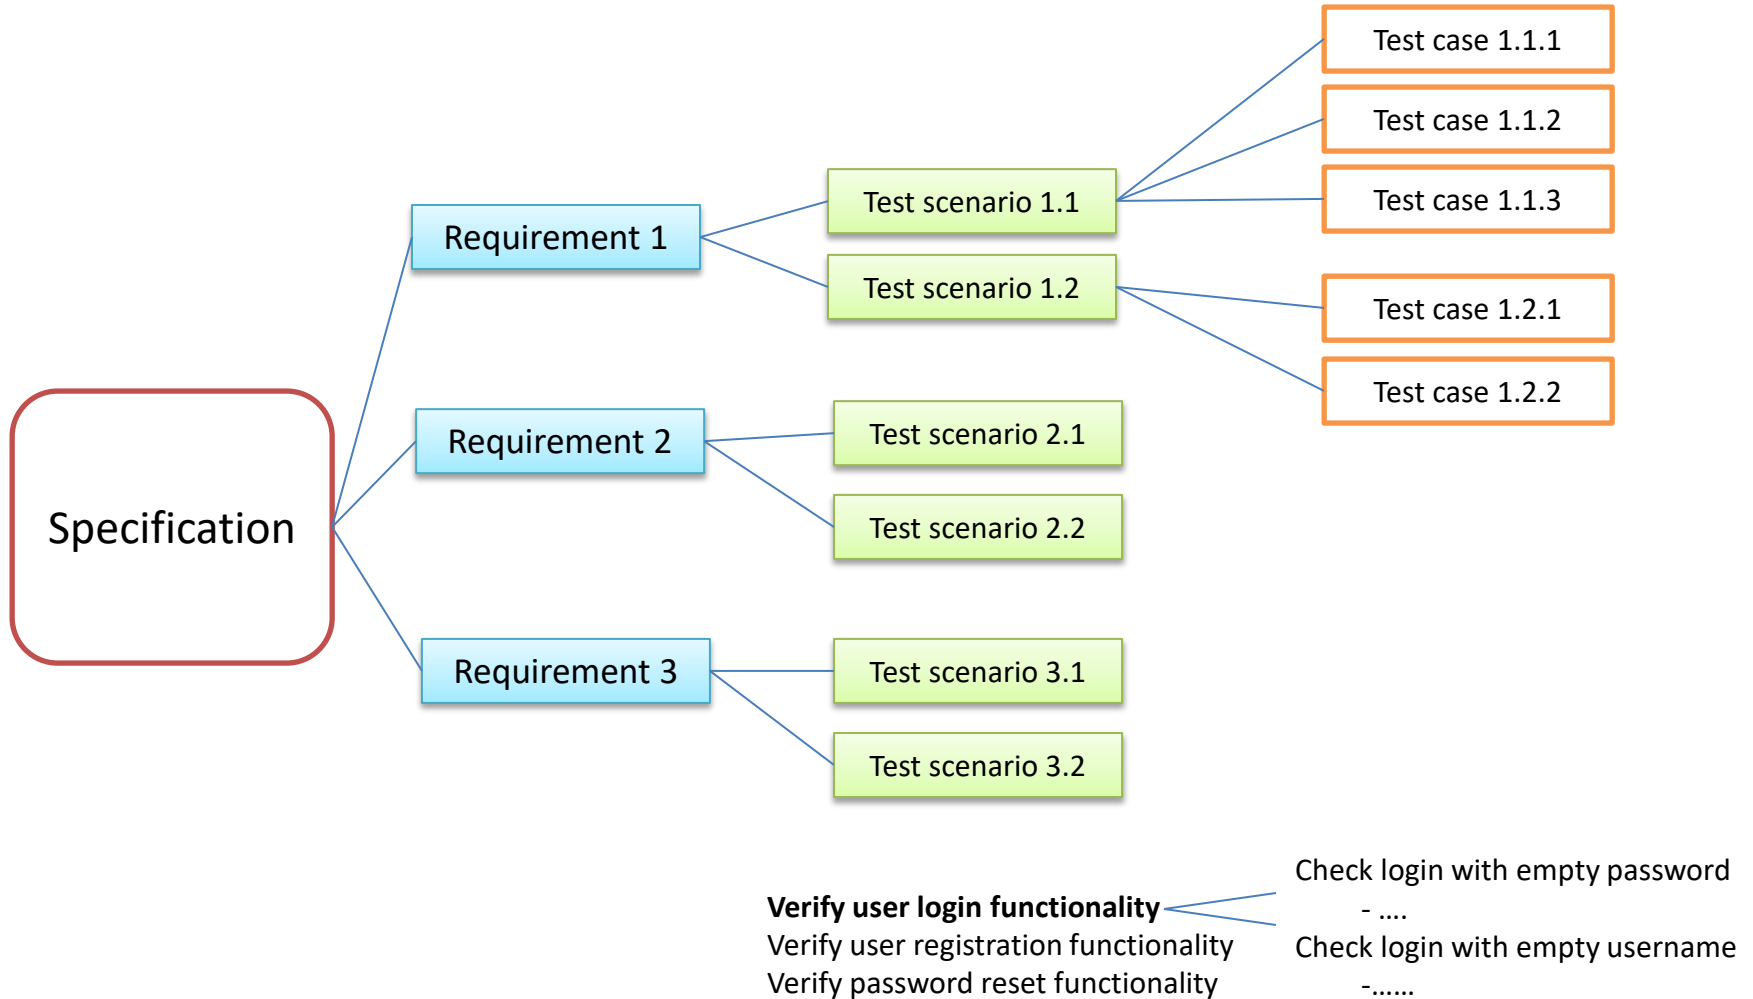 Specification
Requirement 1
Requirement 2
Requirement 3
Test scenario 1.1
Test scenario 1.2
Test scenario 2.1
Test scenario 2.2
Test scenario 3.1
Test scenario 3.2
Test case 1.1.1
Test case 1.1.2
Test case 1.1.3
Test case 1.2.1
Test case 1.2.2
Verify user login functionality
Verify user registration functionality
Verify password reset functionality
Check login with empty password
- ....
Check login with empty username
-......